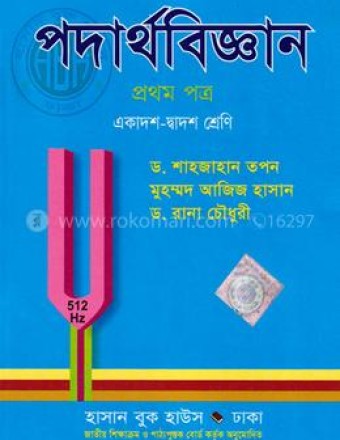 পদার্থবিজ্ঞান
প্রথম পত্র
একাদশ-দ্বাদশ শ্রেণি
ড. শাহজাহান তপন
মুহম্মদ আজিজ হাসান
ড. রানা চৌধুরী
www.rokomari.com 16297
512
Hz
হাসান বুক হাউস ঢাকা
জাতীয় শিক্ষাক্রম ও পাঠ্যপুস্তক বোর্ড কর্তৃক অনুমোদিত